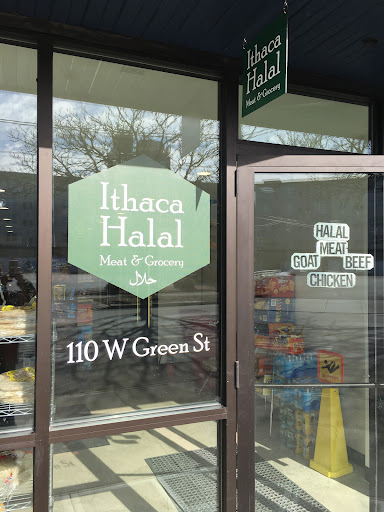 Ithaca
Halal
Meat & Grocery
Ithaca
Halal
Meat & Grocery
حلال
110 W Green St
HALAL
MEAT
GOAT BEEF
CHICKEN